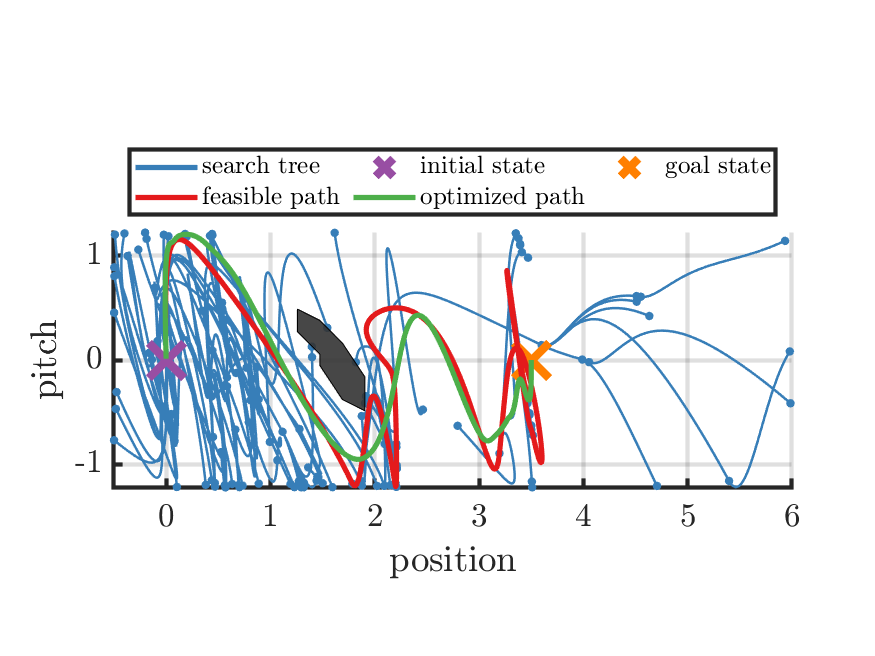 search tree initial state goal state
feasible path optimized path
1
0
-1
pitch
0 1 2 3 4 5 6
position